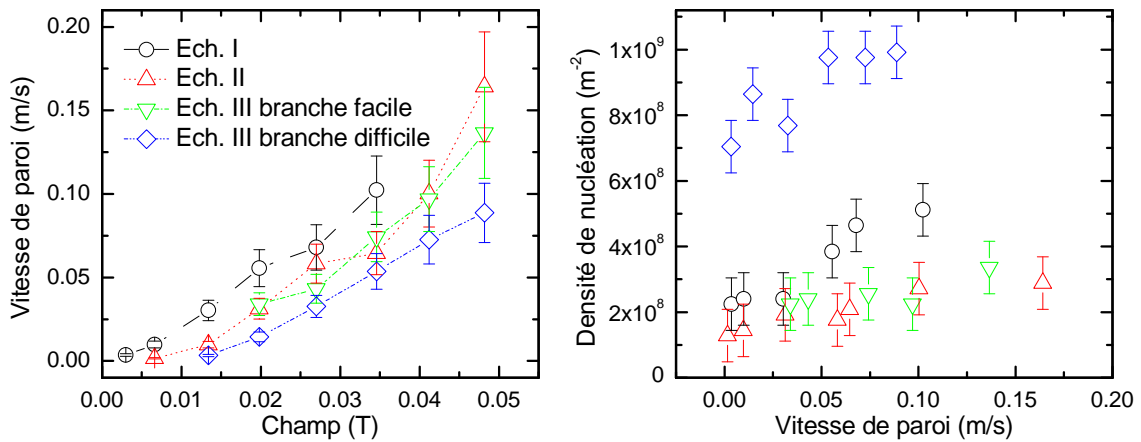 0.20
0.15
0.10
0.05
0.00
Vitesse de paroi (m/s)
Ech. I
Ech. II
Ech. III branche facile
Ech. III branche difficile
0.00 0.01 0.02 0.03 0.04 0.05
Champ (T)
1x10⁹
8x10⁸
6x10⁸
4x10⁸
2x10⁸
0
Densité de nucléation (m⁻²)
0.00 0.05 0.10 0.15 0.20
Vitesse de paroi (m/s)